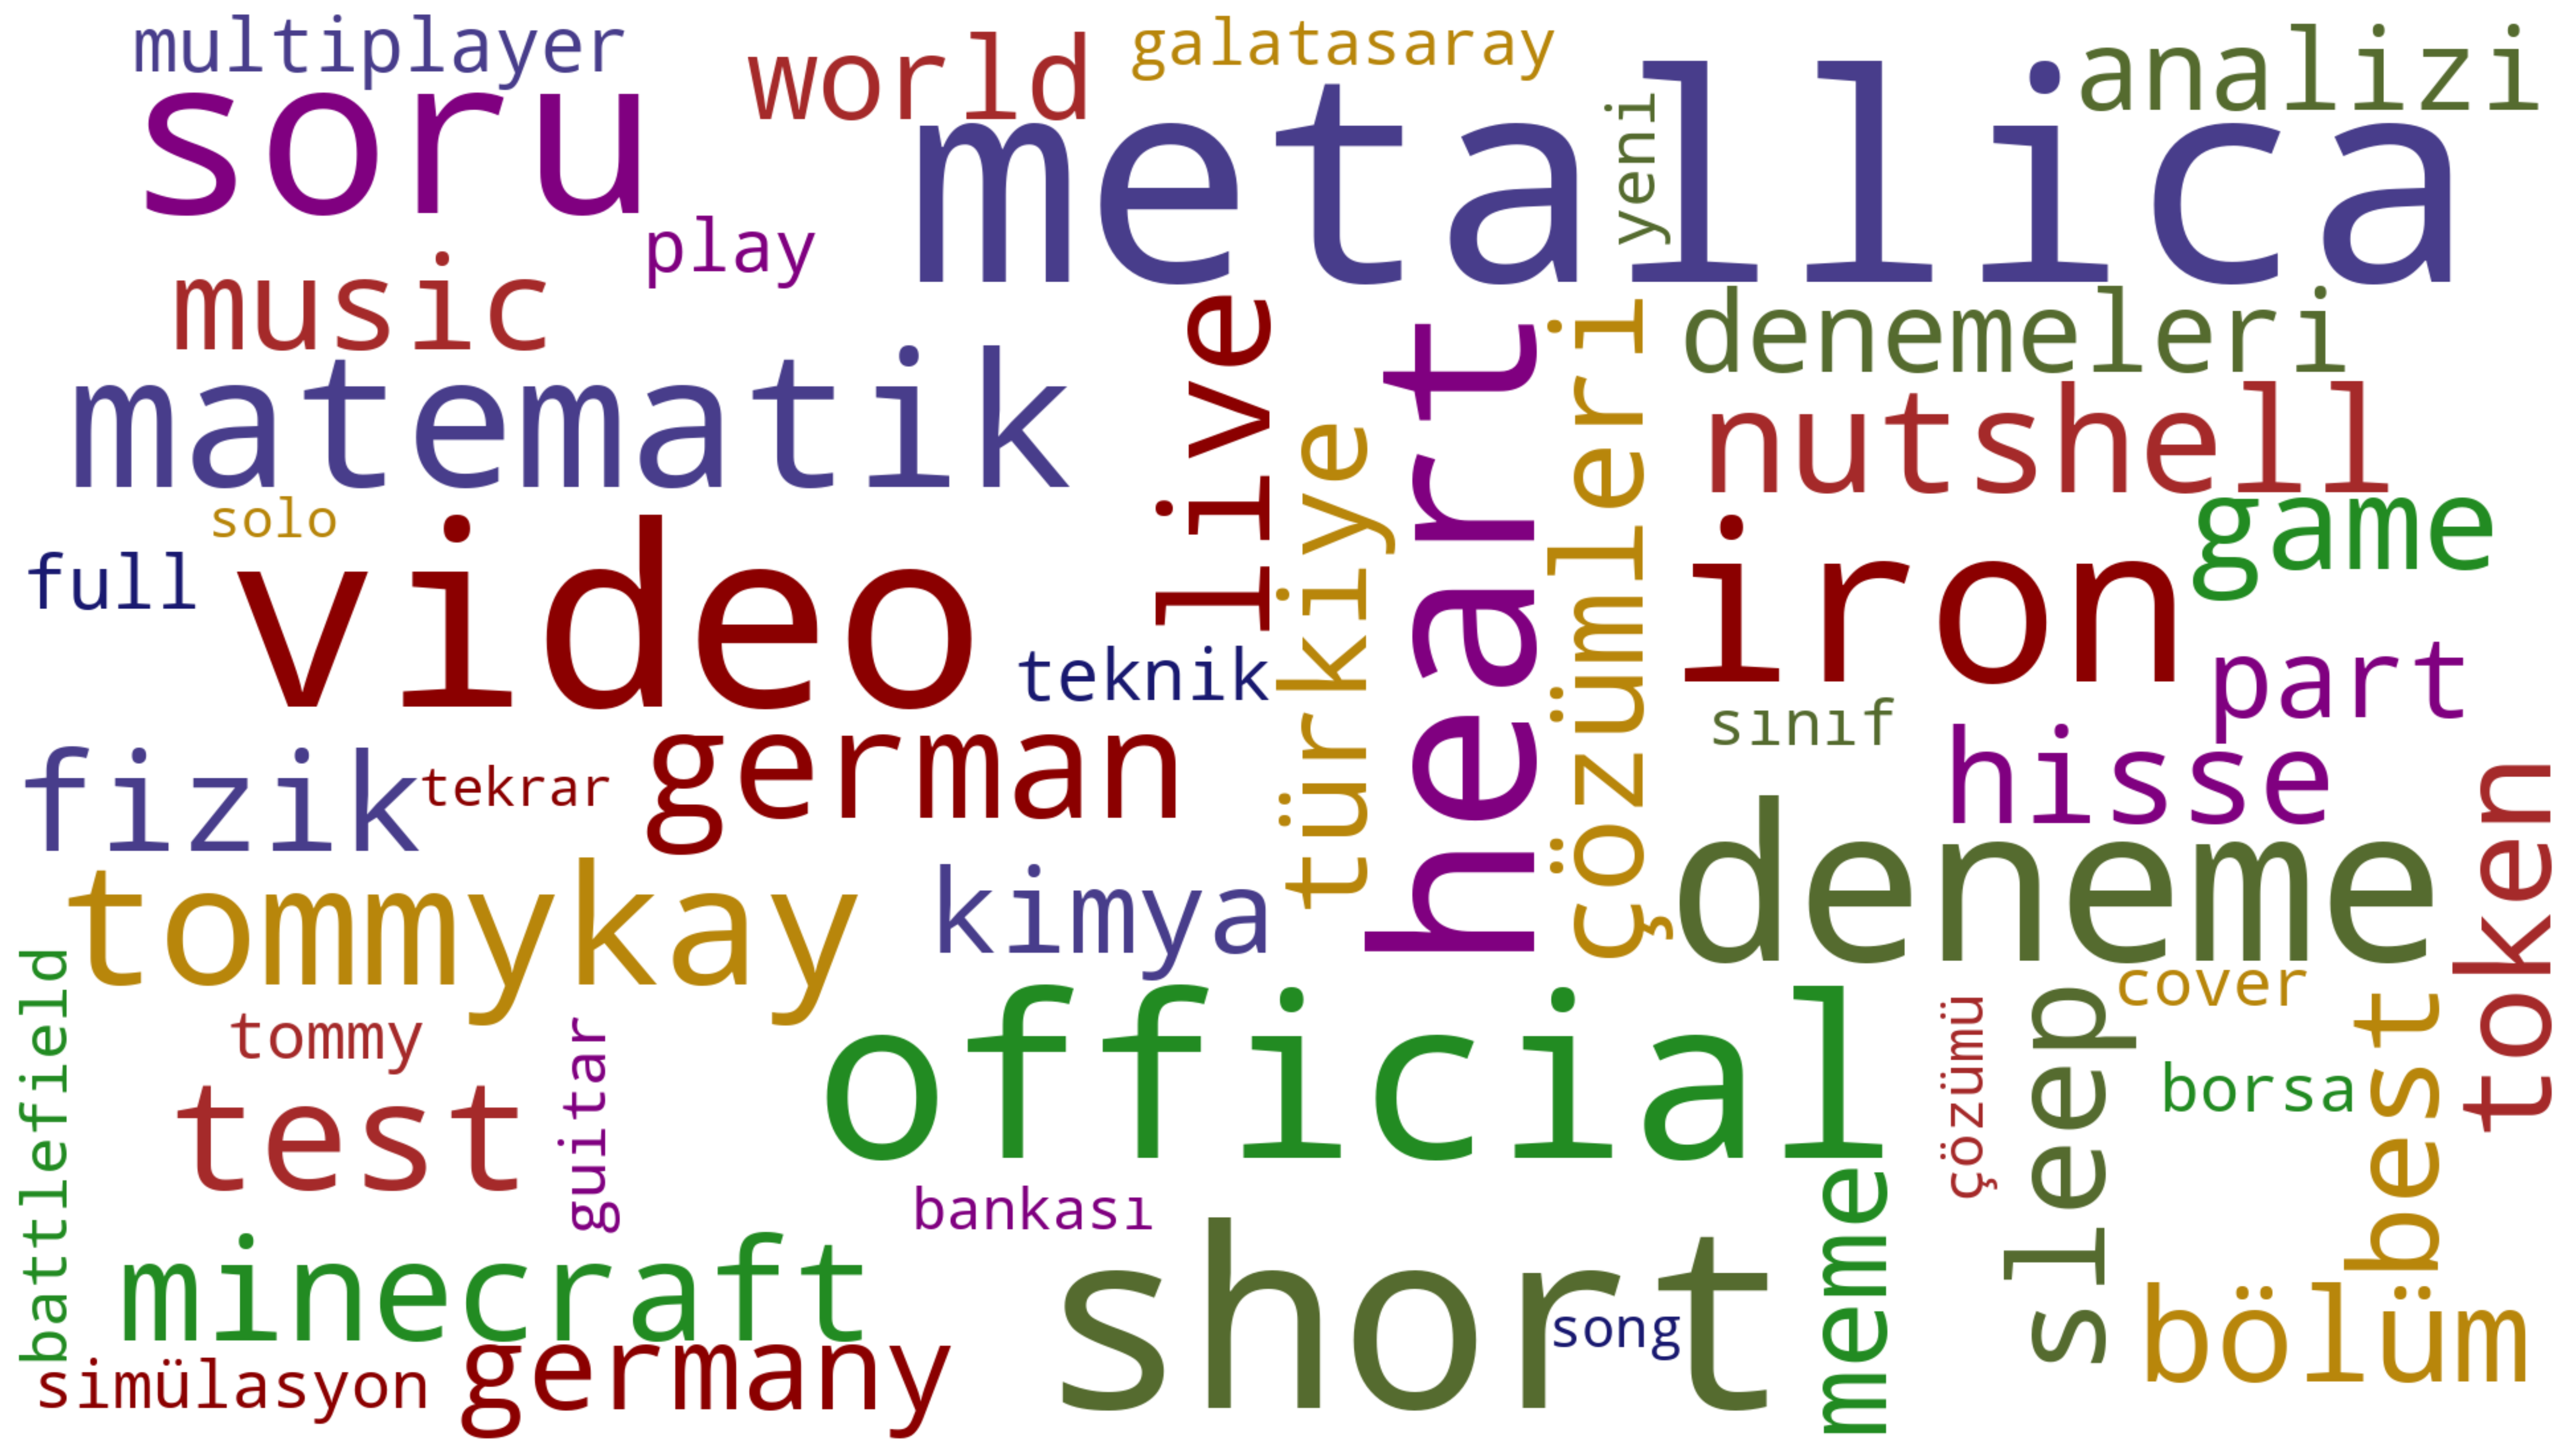 multiplayer
world
galatasaray
analizi
soru
metallica
yeni
play
music
live
denemeleri
matematik
heart
çözümleri
nutshell
türkiye
solo
game
full
video
iron
teknik
part
sınıf
fizik
tekrar
german
hisse
token
tommykay
kimya
deneme
battlefield
tommy
guitar
official
çözümü
sleep
cover
best
borsa
test
bankası
meme
minecraft
short
song
bölüm
simülasyon
germany